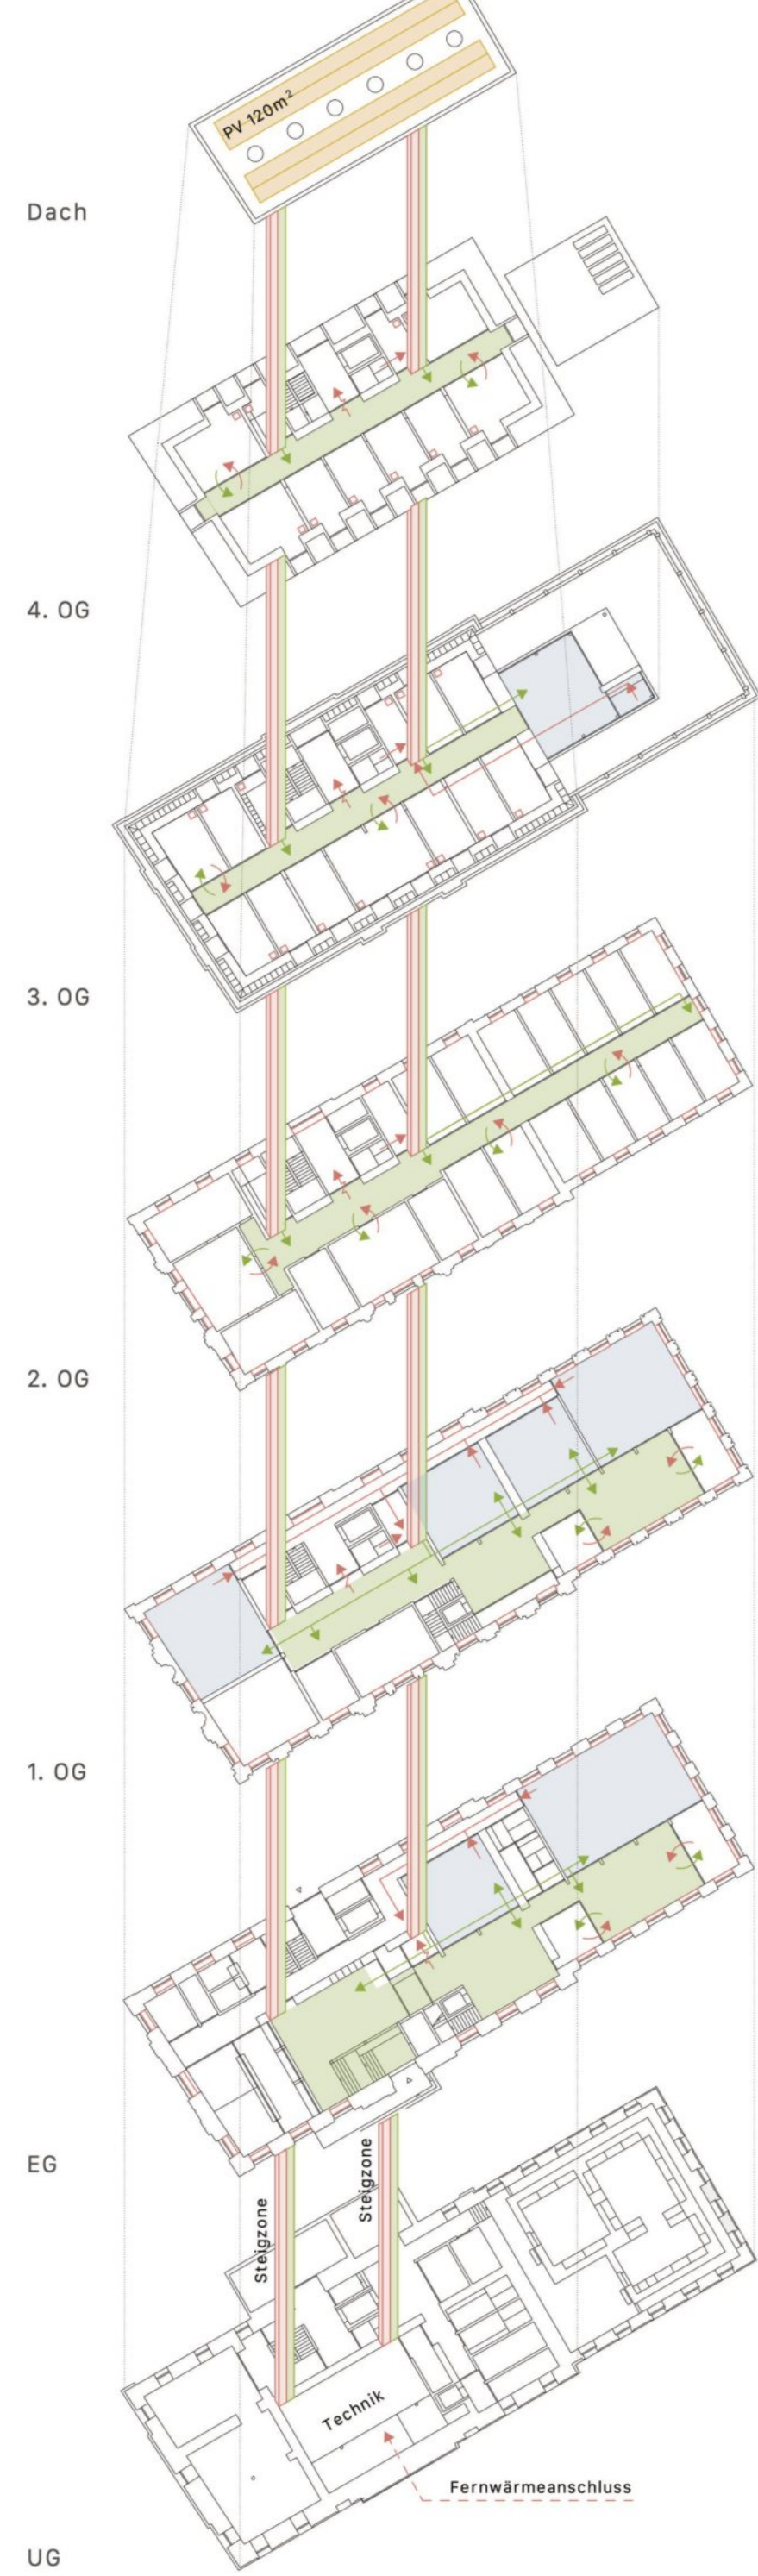 PV 120m²
Dach
4. OG
3. OG
2. OG
1. OG
EG
Steigzone
Steigzone
Technik
Fernwärmeanschluss
UG